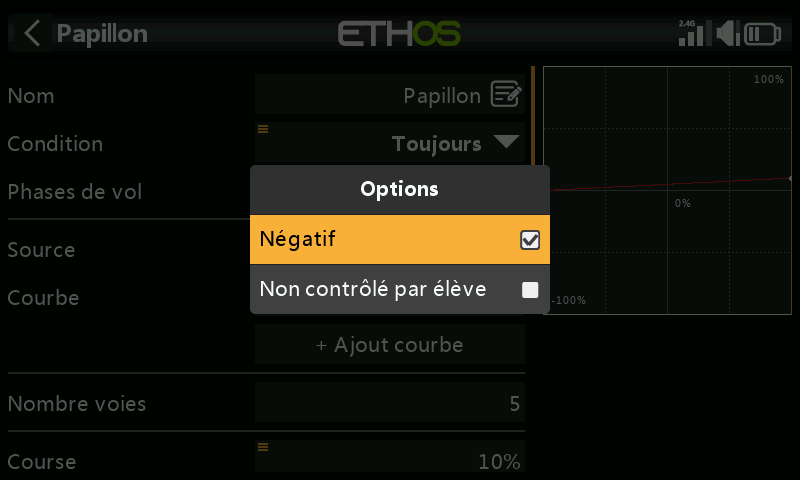 Papillon
ETHOS
2.4G
Nom
Papillon
100%
Condition
Toujours
Phases de vol
Options
0%
Négatif
Source
Non contrôlé par élève
Courbe
-100%
+ Ajout courbe
Nombre voies
5
Course
10%